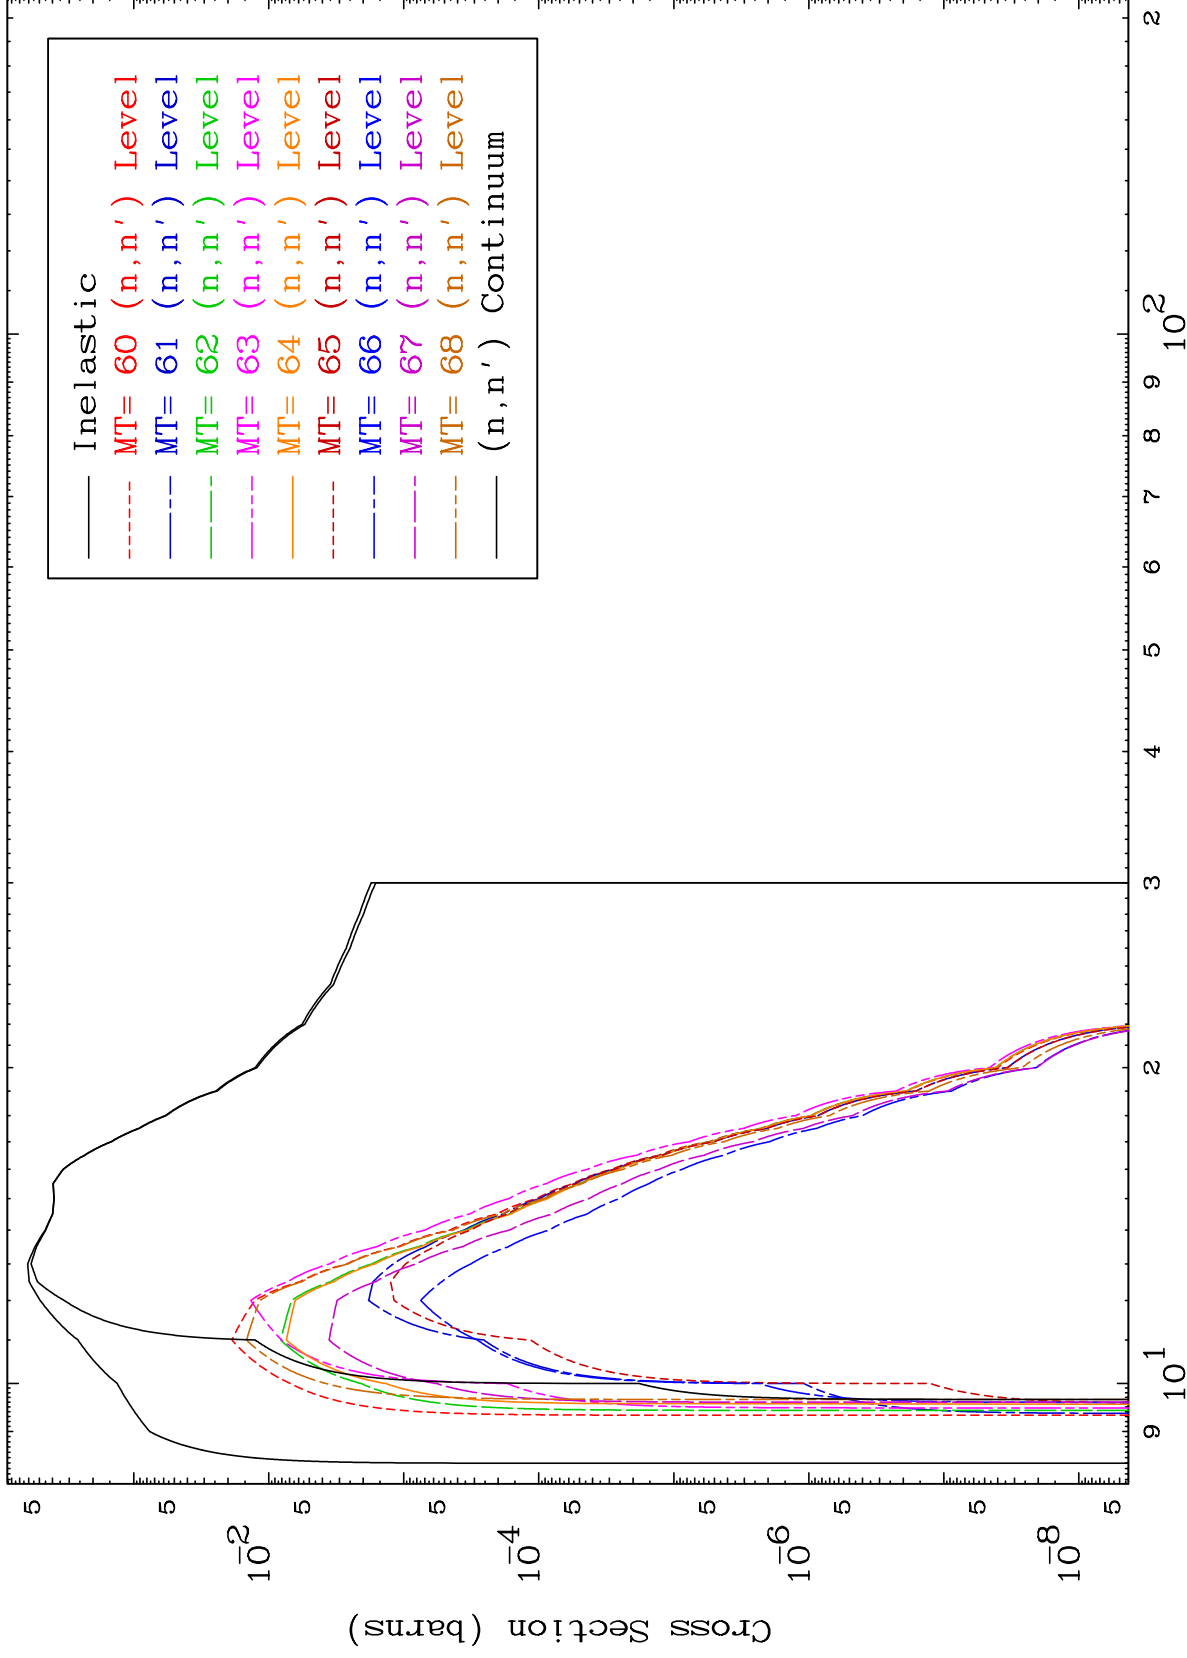 Inelastic
MT= 60 (n,n') Level
MT= 61 (n,n') Level
MT= 62 (n,n') Level
MT= 63 (n,n') Level
MT= 64 (n,n') Level
MT= 65 (n,n') Level
MT= 66 (n,n') Level
MT= 67 (n,n') Level
MT= 68 (n,n') Level
(n,n') Continuum
Cross Section (barns)
5
5
10-2
5
5
10-4
5
5
10-6
5
5
10-8
5
9
10 1
2
3
4
5
6
7
8
9
10 2
2